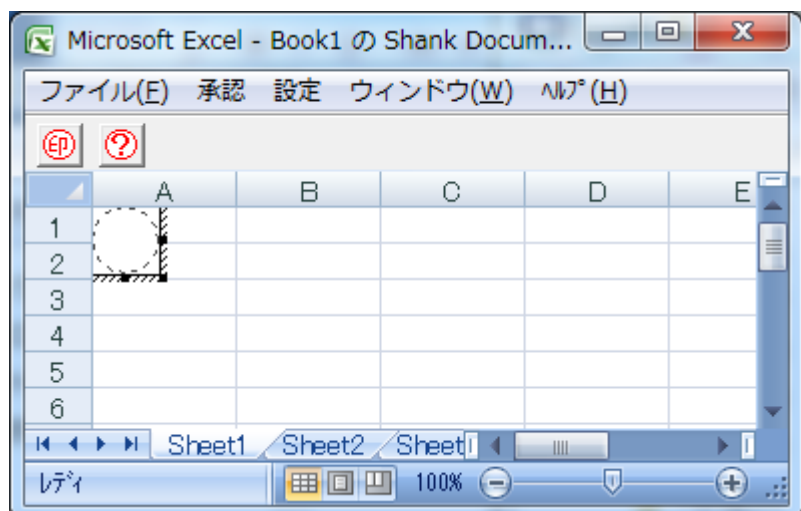 Microsoft Excel - Book1 の Shank Docum...
ファイル(F) 承認 設定 ウィンドウ(W) ﾍﾙﾌﾟ(H)
印 ?
A B C D E
1
2
3
4
5
6
Sheet1 Sheet2 Sheet
ﾚﾃﾞｨ 100%